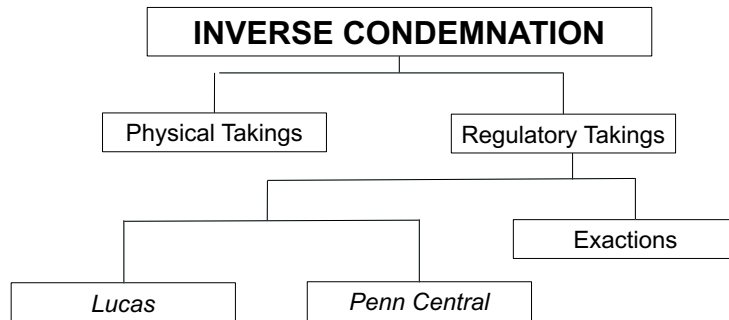 INVERSE CONDEMNATION
Physical Takings
Regulatory Takings
Exactions
Lucas
Penn Central